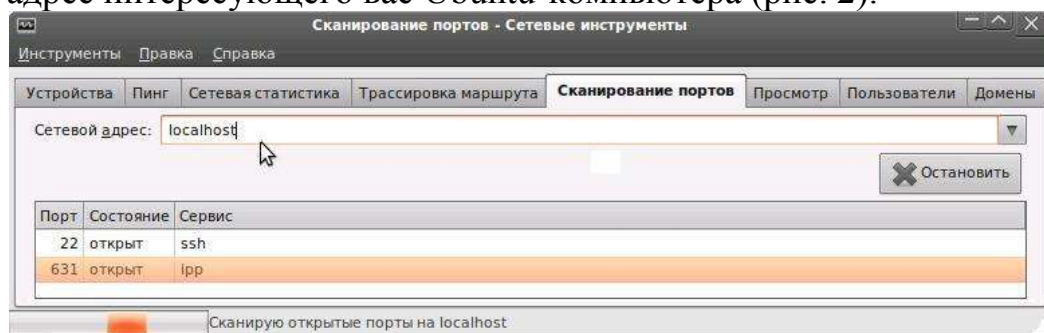 адрес интересующего вас Ubuntu-компьютера (рис. 2).
Сканирование портов - Сетевые инструменты
Инструменты Правка Справка
Устройства Пинг Сетевая статистика Трассировка маршрута Сканирование портов Просмотр Пользователи Домены
Сетевой адрес: localhost
Остановить
Порт Состояние Сервис
22 открыт ssh
631 открыт ipp
Сканирую открытые порты на localhost